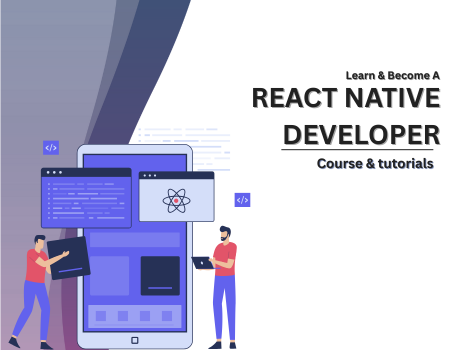 Learn & Become A
REACT NATIVE
DEVELOPER
Course & tutorials
</>
</>